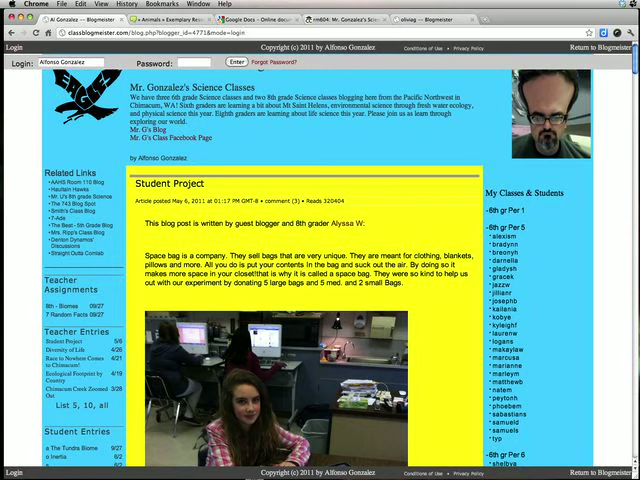 Chrome File Edit View History Bookmarks Window Help
Al Gonzalez -- Blogmeister
Animals » Exemplary Resou
Google Docs - Online docum
rm604: Mr. Gonzalez's Scien
oliviag -- Blogmeister
classblogmeister.com/blog.php?blogger_id=4771&mode=login
Login Copyright (c) 2011 by Alfonso Gonzalez Conditions of Use • Privacy Policy Return to Blogmeister
Login: Alfonso Gonzalez Password: Enter Forgot Password?
EAGLES
Mr. Gonzalez's Science Classes
We have three 6th grade Science classes and two 8th grade Science classes blogging here from the Pacific Northwest in
Chimacum, WA! Sixth graders are learning a bit about Mt Saint Helens, environmental science through fresh water ecology,
and physical science this year. Eighth graders are learning about life science this year. Please join us as learn through
exploring our world.
Mr. G's Blog
Mr. G's Class Facebook Page
by Alfonso Gonzalez
Related Links
• AAHS Room 110 Blog
• Haultain Hawks
• Mr. U's 8th grade Science
• The 743 Blog Spot
• Smith's Class Blog
• 7-Ade
• The Best - 5th Grade Blog
• Mrs. Ripp's Class Blog
• Denton Dynamos'
Discussions
• Straight Outta Comlab
Teacher
Assignments
8th - Biomes 09/27
7 Random Facts 09/27
Teacher Entries
Student Project 5/6
Diversity of Life 4/26
Race to Nowhere Comes 4/21
to Chimacum!
Ecological Footprint by 4/19
Country
Chimacum Creek Zoomed 3/28
Out
List 5, 10, all
Student Entries
a The Tundra Biome 9/27
o Inertia 6/2
Student Project
Article posted May 6, 2011 at 01:17 PM GMT-8 • comment (3) • Reads 320404
This blog post is written by guest blogger and 8th grader Alyssa W:
Space bag is a company. They sell bags that are very unique. They are meant for clothing, blankets,
pillows and more. All you do is put your contents In the bag and suck out the air. By doing so it
makes more space in your closet!that is why it is called a space bag. They were so kind to help us
out with our experiment by donating 5 large bags and 5 med. and 2 small Bags.
My Classes & Students
-6th gr Per 1
-6th gr Per 5
• alexism
• bradynn
• breonyh
• darnella
• gladysh
• gracek
• jazzw
• jillianr
• josephb
• kailania
• kobye
• kyleighf
• laurenw
• logans
• makaylaw
• marcusa
• marianne
• marleym
• matthewb
• natem
• peytonh
• phoebem
• sabastians
• samueld
• samuels
• typ
-6th gr Per 6
• shelbya
Login Copyright (c) 2011 by Alfonso Gonzalez Conditions of Use • Privacy Policy Return to Blogmeister